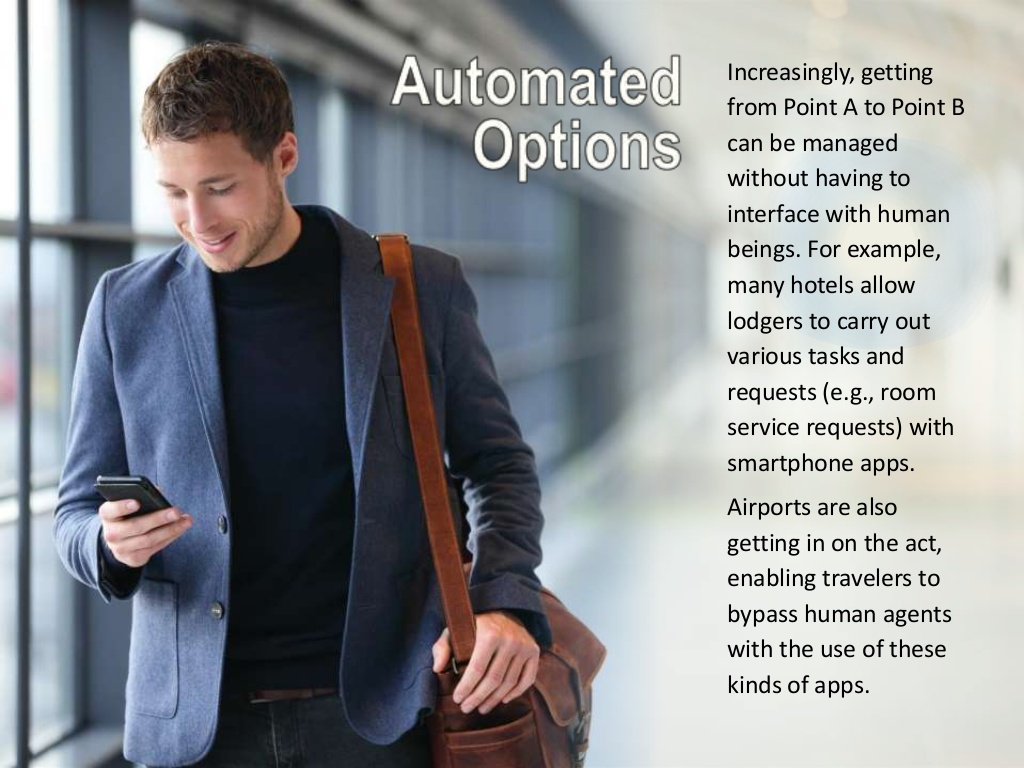 Automated
Options
Increasingly, getting
from Point A to Point B
can be managed
without having to
interface with human
beings. For example,
many hotels allow
lodgers to carry out
various tasks and
requests (e.g., room
service requests) with
smartphone apps.
Airports are also
getting in on the act,
enabling travelers to
bypass human agents
with the use of these
kinds of apps.